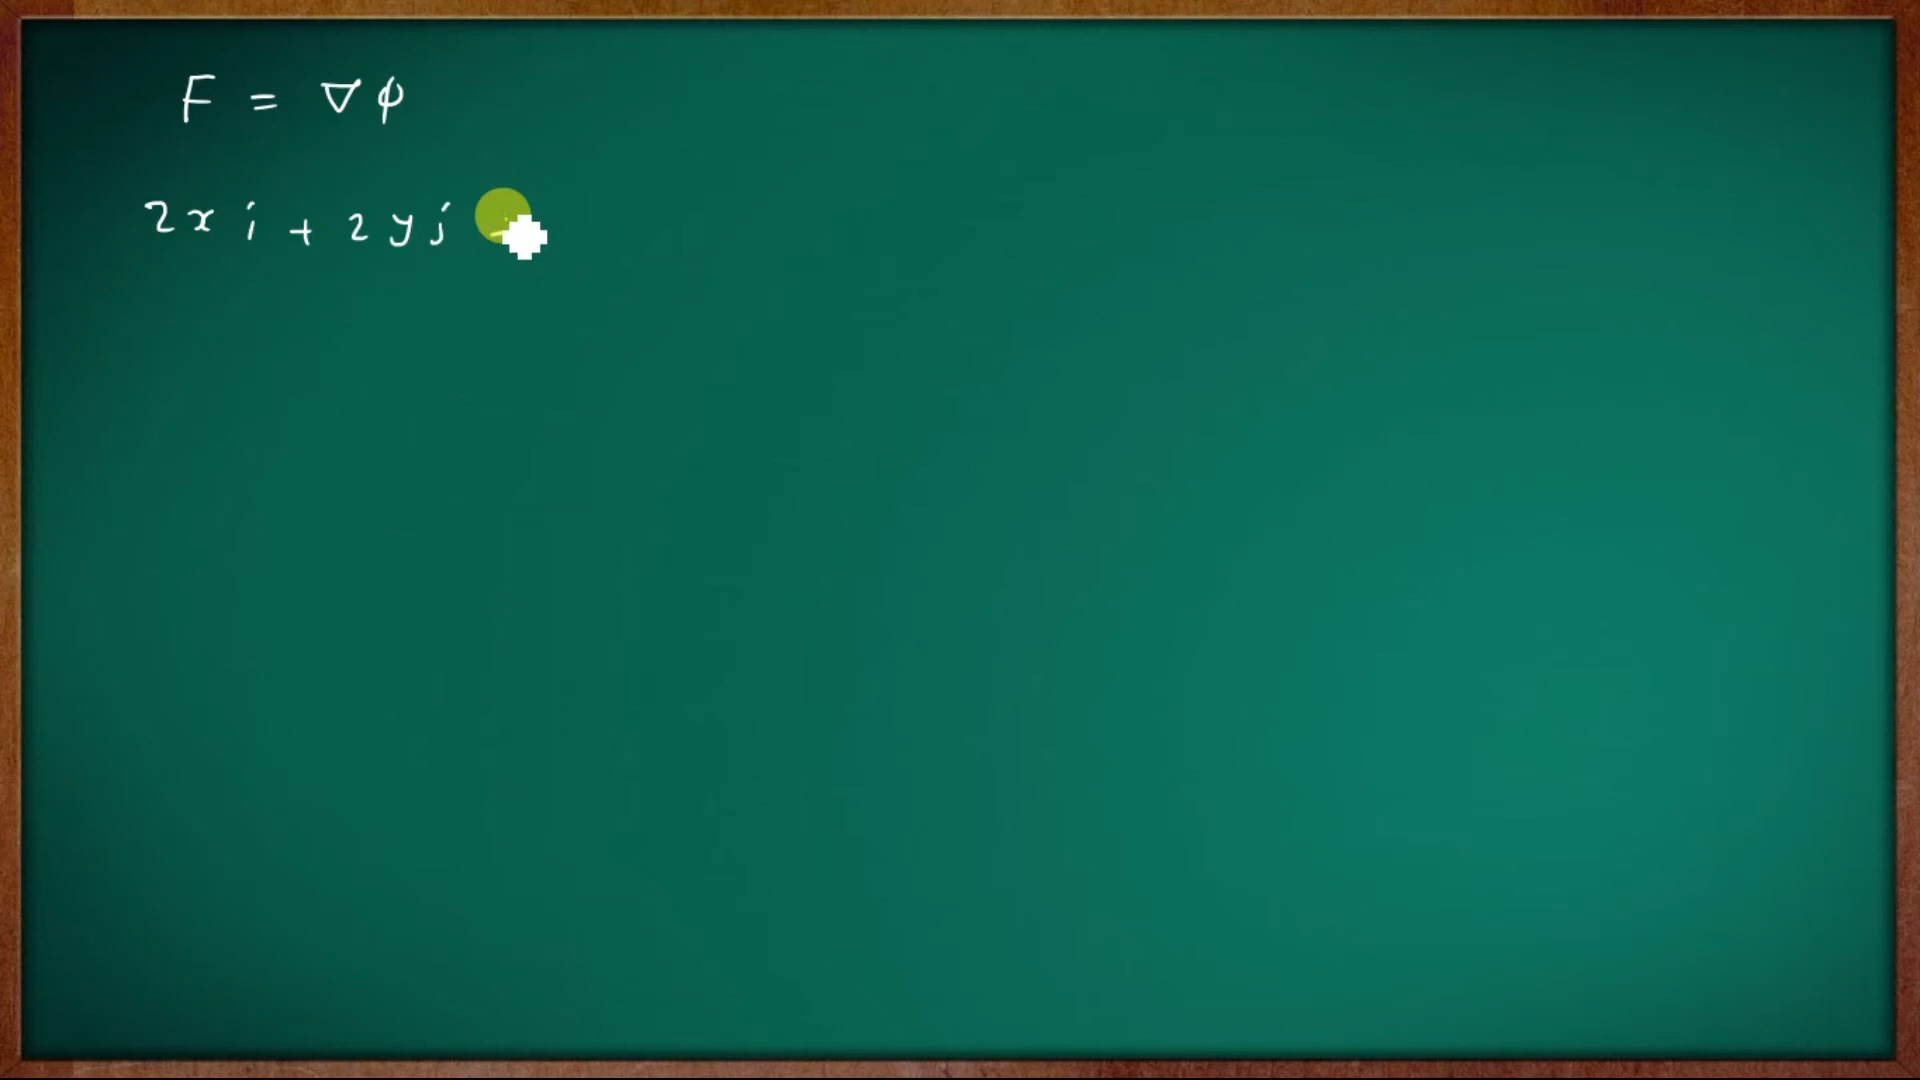 F = ∇ φ
2x i + 2y j